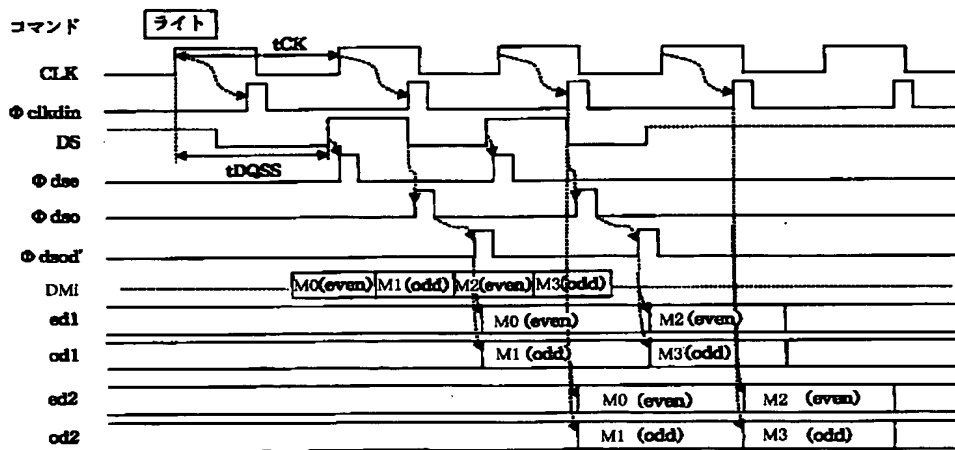 コマンド ライト
tCK
CLK
Φ clkdin
DS
tDQSS
Φ dse
Φ dso
Φ dsod'
DMi M0(even) M1(odd) M2(even) M3(odd)
ed1 M0 (even) M2 (even)
od1 M1 (odd) M3 (odd)
ed2 M0 (even) M2 (even)
od2 M1 (odd) M3 (odd)